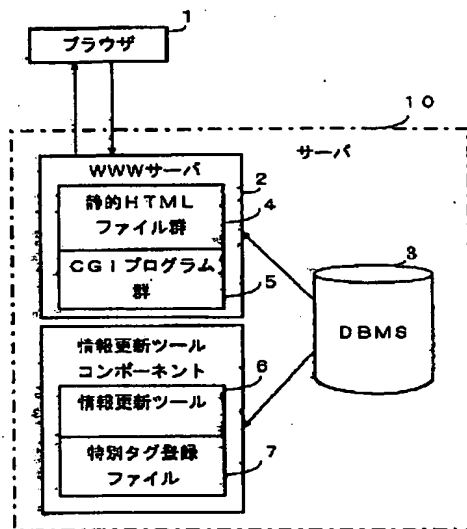 ブラウザ
1
10
サーバ
WWWサーバ
2
静的HTML
ファイル群
4
CGIプログラム
群
5
3
DBMS
情報更新ツール
コンポーネント
6
情報更新ツール
特別タグ登録
ファイル
7